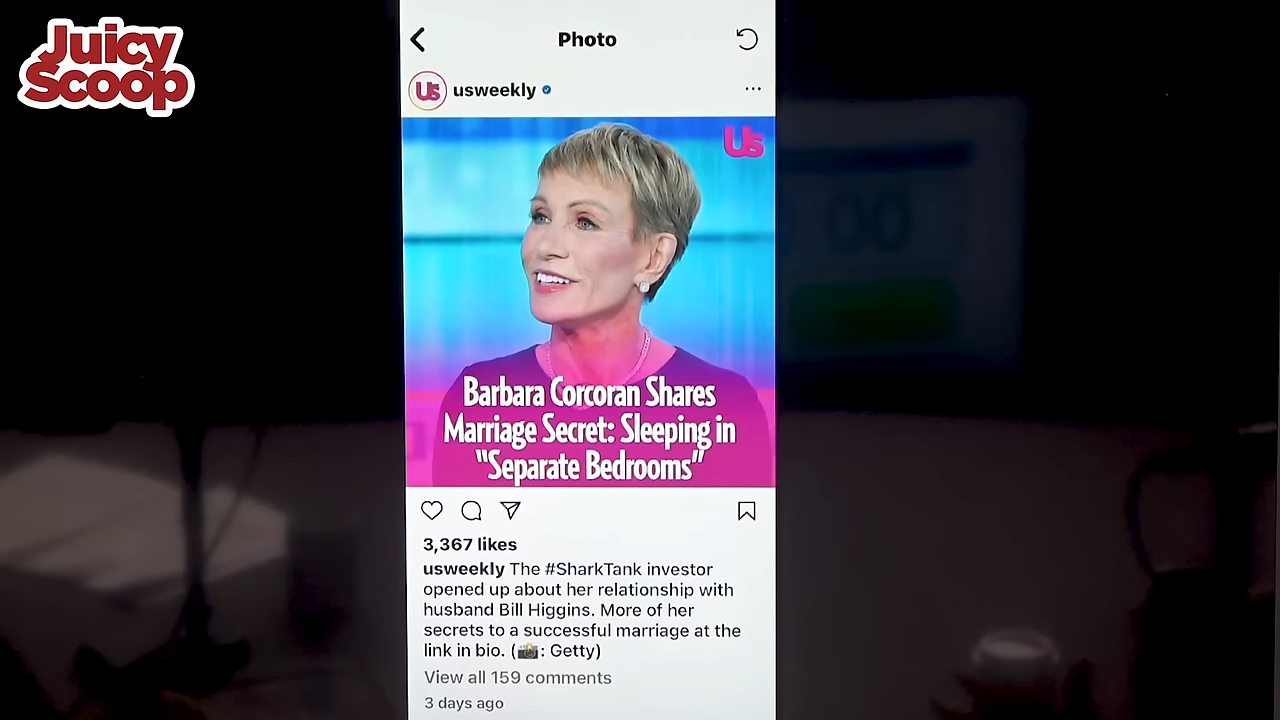 Juicy
Scoop
Photo
Us
usweekly
Us
Barbara Corcoran Shares
Marriage Secret: Sleeping in
"Separate Bedrooms"
3,367 likes
usweekly The #SharkTank investor
opened up about her relationship with
husband Bill Higgins. More of her
secrets to a successful marriage at the
link in bio. (📸: Getty)
View all 159 comments
3 days ago
00